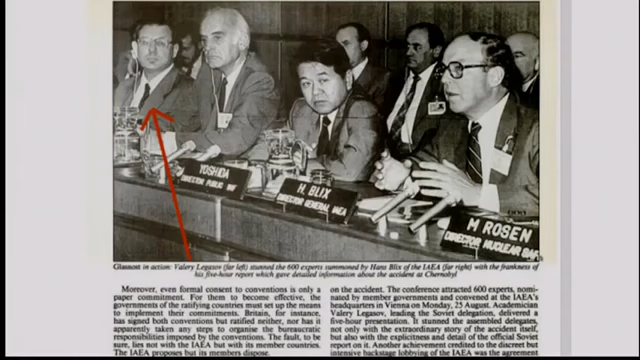 YOSHIDA
DIRECTOR PUBLIC INF
H. BLIX
DIRECTOR GENERAL IAEA
M ROSEN
DIRECTOR NUCLEAR SAF
Glasnost in action: Valery Legasov (far left) stunned the 600 experts summoned by Hans Blix of the IAEA (far right) with the frankness of
his five-hour report which gave detailed information about the accident at Chernobyl
Moreover, even formal consent to conventions is only a
paper commitment. For them to become effective, the
governments of the ratifying countries must set up the means
to implement their commitments. Britain, for instance,
has signed both conventions but ratified neither, nor has it
apparently taken any steps to organise the bureaucratic
responsibilities imposed by the conventions. The fault, to be
sure, lies not with the IAEA but with its member countries.
The IAEA proposes but its members dispose.
on the accident. The conference attracted 600 experts, nomi-
nated by member governments and convened at the IAEA's
headquarters in Vienna on Monday, 25 August. Academician
Valery Legasov, leading the Soviet delegation, delivered a
five-hour presentation. It stunned the assembled delegates,
not only with the extraordinary story of the accident itself,
but also with the explicitness and detail of the official Soviet
report on it. Another achievement credited to the discreet but
intensive backstage lobbying of the IAEA was the agreement